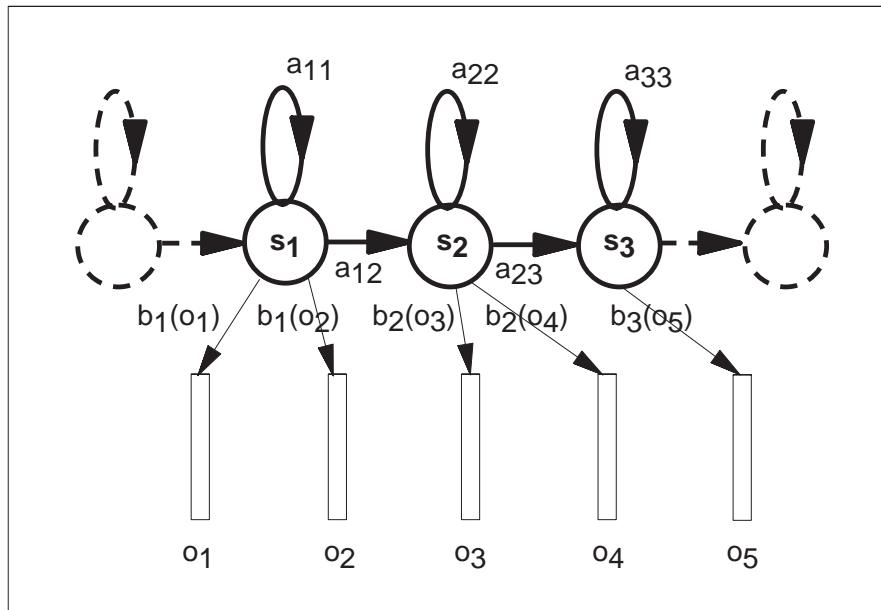 a11 a22 a33
s1 s2 s3
a12 a23
b1(o1) b1(o2) b2(o3) b2(o4) b3(o5)
o1 o2 o3 o4 o5